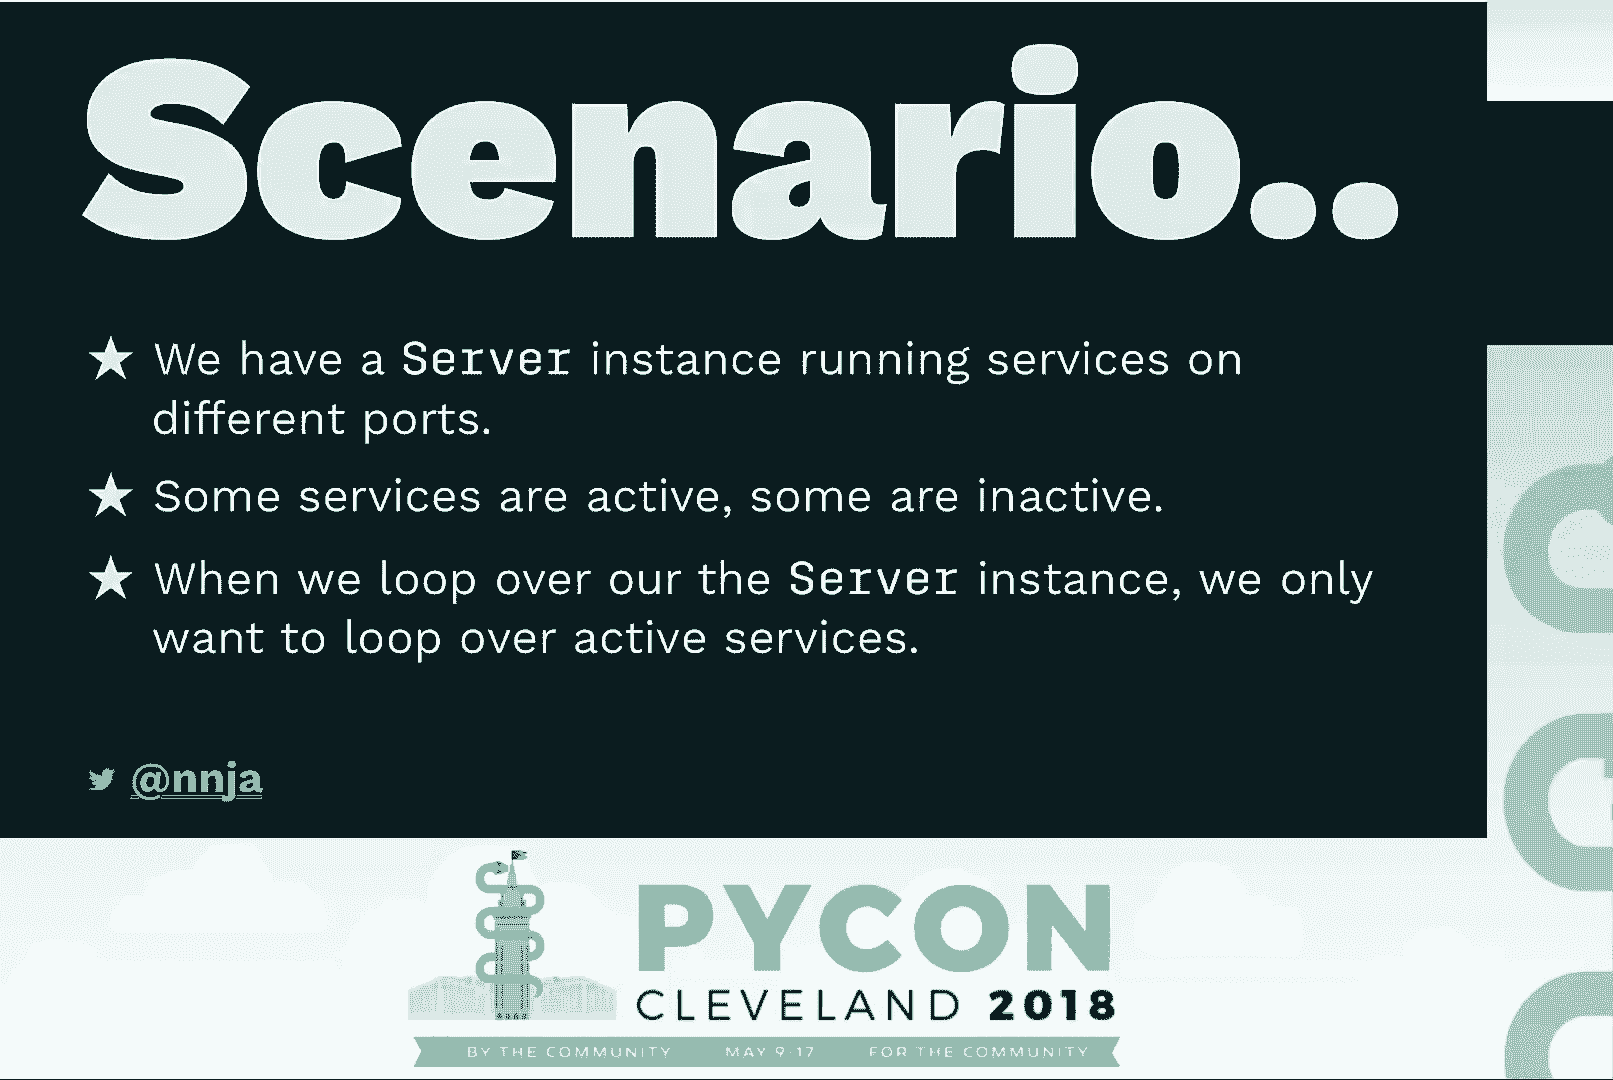 Scenario..
★ We have a Server instance running services on
different ports.
★ Some services are active, some are inactive.
★ When we loop over our the Server instance, we only
want to loop over active services.
@nnja
PYCON
CLEVELAND 2018
BY THE COMMUNITY MAY 9-17 FOR THE COMMUNITY